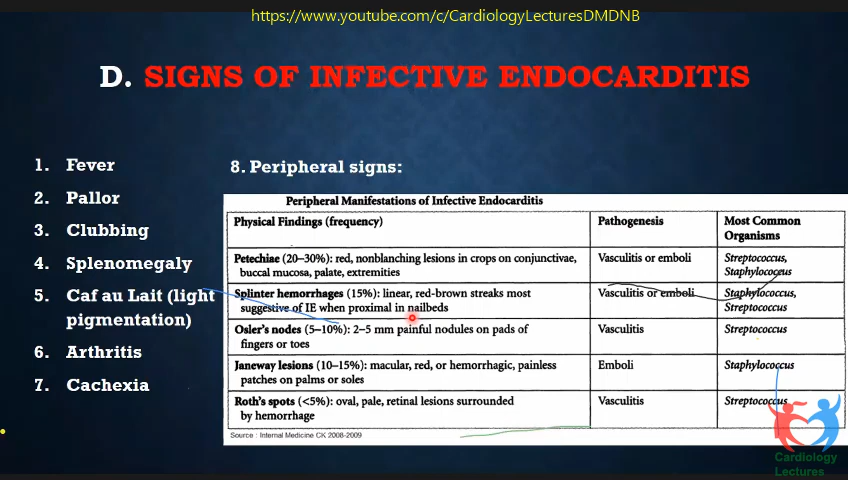 https://www.youtube.com/c/CardiologyLecturesDMDNB
D. SIGNS OF INFECTIVE ENDOCARDITIS
1. Fever
2. Pallor
3. Clubbing
4. Splenomegaly
5. Caf au Lait (light
pigmentation)
6. Arthritis
7. Cachexia
8. Peripheral signs:
Peripheral Manifestations of Infective Endocarditis
Physical Findings (frequency) Pathogenesis Most Common
Organisms
Petechiae (20–30%): red, nonblanching lesions in crops on conjunctivae, Vasculitis or emboli Streptococcus,
buccal mucosa, palate, extremities Staphylococcus
Splinter hemorrhages (15%): linear, red-brown streaks most Vasculitis or emboli Staphylococcus,
suggestive of IE when proximal in nailbeds Streptococcus
Osler's nodes (5–10%): 2–5 mm painful nodules on pads of Vasculitis Streptococcus
fingers or toes
Janeway lesions (10–15%): macular, red, or hemorrhagic, painless Emboli Staphylococcus
patches on palms or soles
Roth's spots (<5%): oval, pale, retinal lesions surrounded Vasculitis Streptococcus
by hemorrhage
Source : Internal Medicine CK 2008-2009
Cardiology
Lectures